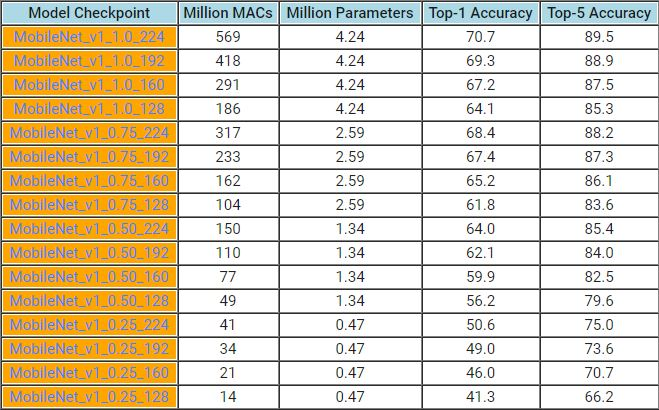 Model Checkpoint Million MACs Million Parameters Top-1 Accuracy Top-5 Accuracy
MobileNet_v1_1.0_224 569 4.24 70.7 89.5
MobileNet_v1_1.0_192 418 4.24 69.3 88.9
MobileNet_v1_1.0_160 291 4.24 67.2 87.5
MobileNet_v1_1.0_128 186 4.24 64.1 85.3
MobileNet_v1_0.75_224 317 2.59 68.4 88.2
MobileNet_v1_0.75_192 233 2.59 67.4 87.3
MobileNet_v1_0.75_160 162 2.59 65.2 86.1
MobileNet_v1_0.75_128 104 2.59 61.8 83.6
MobileNet_v1_0.50_224 150 1.34 64.0 85.4
MobileNet_v1_0.50_192 110 1.34 62.1 84.0
MobileNet_v1_0.50_160 77 1.34 59.9 82.5
MobileNet_v1_0.50_128 49 1.34 56.2 79.6
MobileNet_v1_0.25_224 41 0.47 50.6 75.0
MobileNet_v1_0.25_192 34 0.47 49.0 73.6
MobileNet_v1_0.25_160 21 0.47 46.0 70.7
MobileNet_v1_0.25_128 14 0.47 41.3 66.2